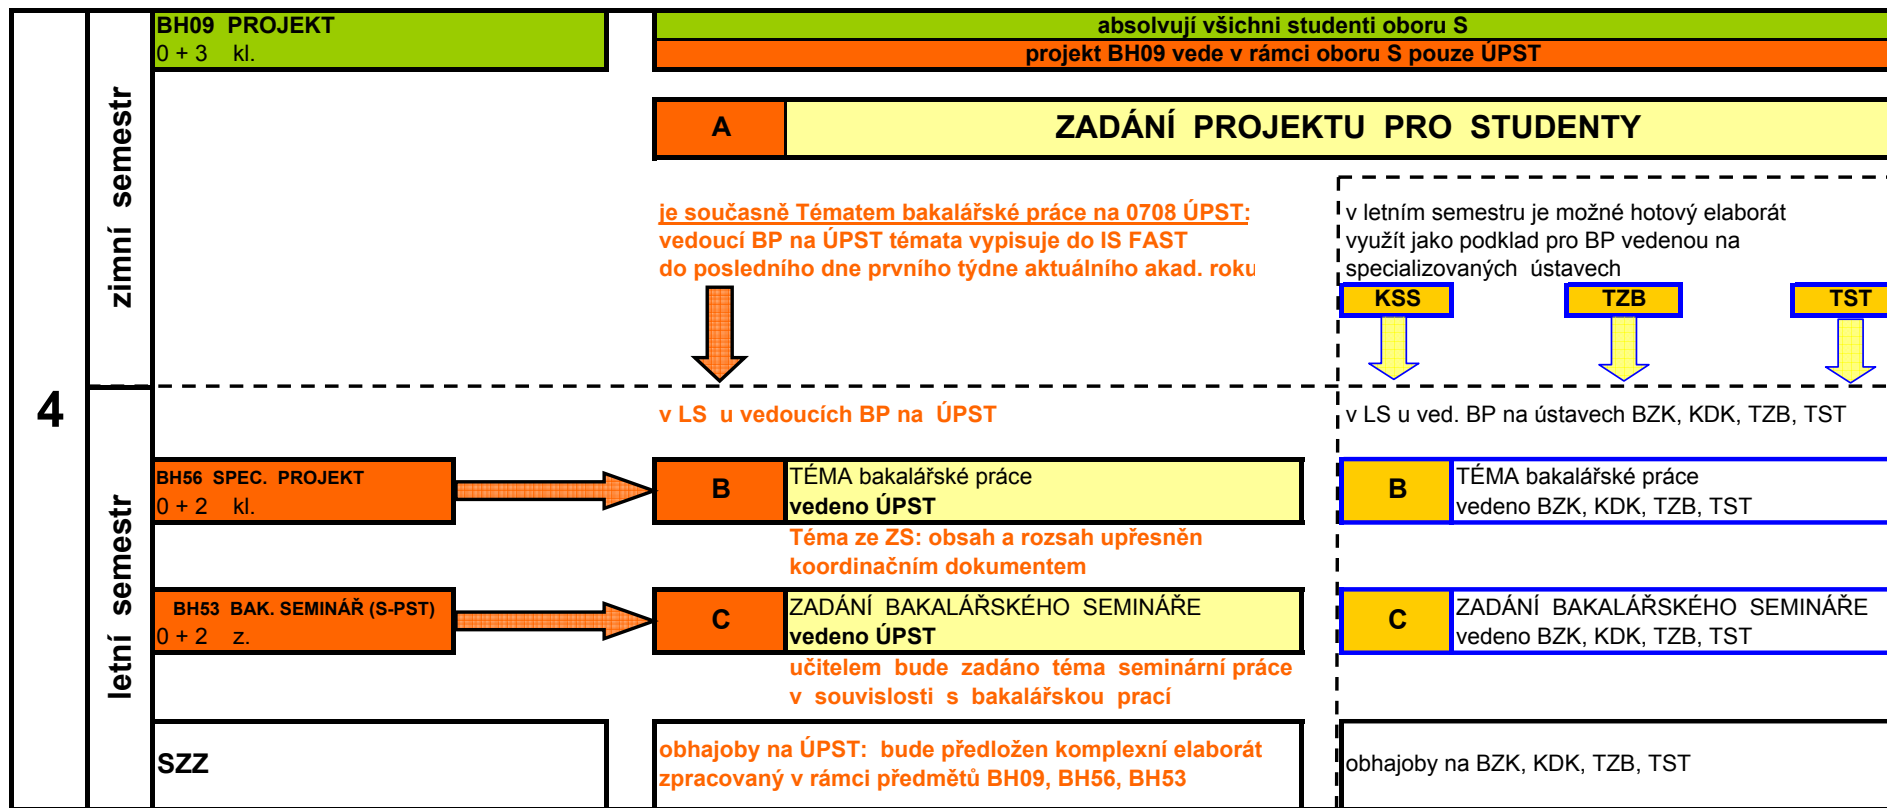 4
zimní semestr
BH09 PROJEKT
0 + 3 kl.
absolvují všichni studenti oboru S
projekt BH09 vede v rámci oboru S pouze ÚPST
A
ZADÁNÍ PROJEKTU PRO STUDENTY
je současně Tématem bakalářské práce na 0708 ÚPST:
vedoucí BP na ÚPST témata vypisuje do IS FAST
do posledního dne prvního týdne aktuálního akad. roku
v letním semestru je možné hotový elaborát
využít jako podklad pro BP vedenou na
specializovaných ústavech
KSS
TZB
TST
letní semestr
v LS u vedoucích BP na ÚPST
v LS u ved. BP na ústavech BZK, KDK, TZB, TST
BH56 SPEC. PROJEKT
0 + 2 kl.
B
TÉMA bakalářské práce
vedeno ÚPST
Téma ze ZS: obsah a rozsah upřesněn
koordinačním dokumentem
B
TÉMA bakalářské práce
vedeno BZK, KDK, TZB, TST
BH53 BAK. SEMINÁŘ (S-PST)
0 + 2 z.
C
ZADÁNÍ BAKALÁŘSKÉHO SEMINÁŘE
vedeno ÚPST
učitelem bude zadáno téma seminární práce
v souvislosti s bakalářskou prací
C
ZADÁNÍ BAKALÁŘSKÉHO SEMINÁŘE
vedeno BZK, KDK, TZB, TST
SZZ
obhajoby na ÚPST: bude předložen komplexní elaborát
zpracovaný v rámci předmětů BH09, BH56, BH53
obhajoby na BZK, KDK, TZB, TST